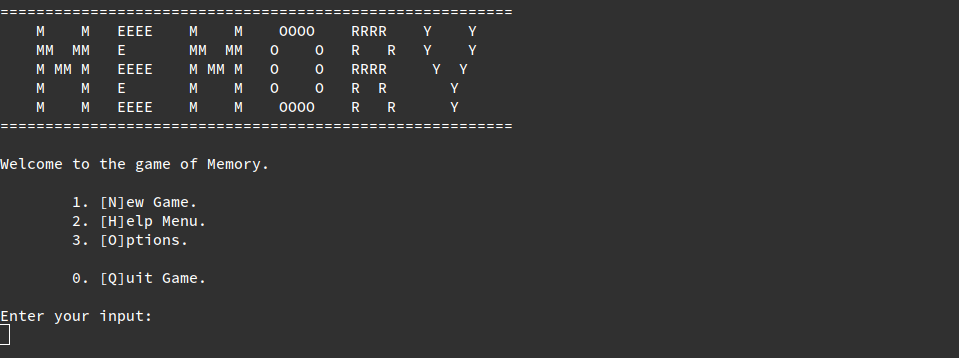 =========================================================
    M    M   EEEE    M    M    OOOO    RRRR    Y    Y
    MM  MM   E       MM  MM   O    O   R   R   Y    Y
    M MM M   EEEE    M MM M   O    O   RRRR     Y  Y
    M    M   E       M    M   O    O   R  R       Y
    M    M   EEEE    M    M    OOOO    R   R      Y
=========================================================
Welcome to the game of Memory.
        1. [N]ew Game.
        2. [H]elp Menu.
        3. [O]ptions.
        0. [Q]uit Game.
Enter your input: